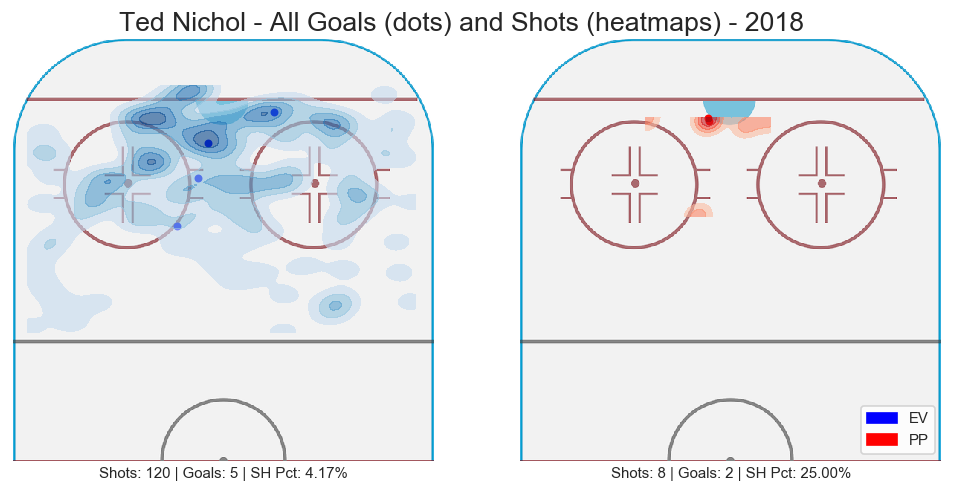 Ted Nichol - All Goals (dots) and Shots (heatmaps) - 2018
EV
PP
Shots: 120 | Goals: 5 | SH Pct: 4.17%
Shots: 8 | Goals: 2 | SH Pct: 25.00%